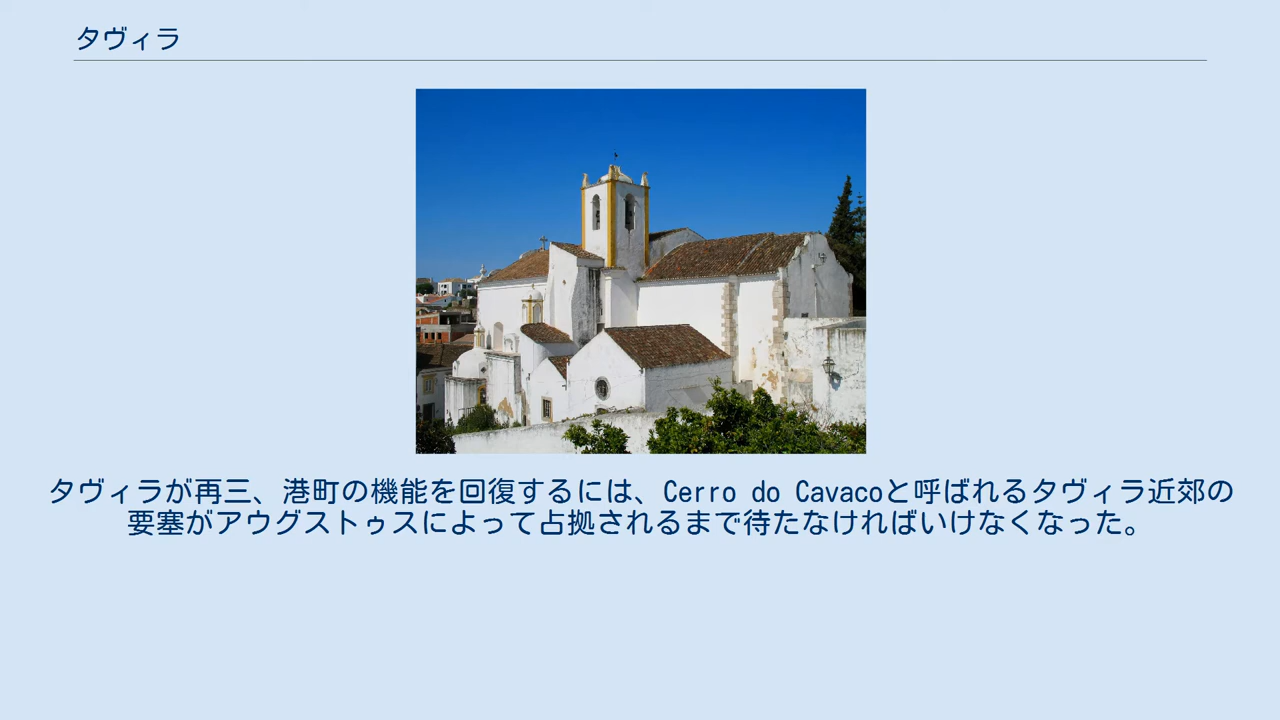 タヴィラ
タヴィラが再三、港町の機能を回復するには、Cerro do Cavacoと呼ばれるタヴィラ近郊の
要塞がアウグストゥスによって占拠されるまで待たなければいけなくなった。